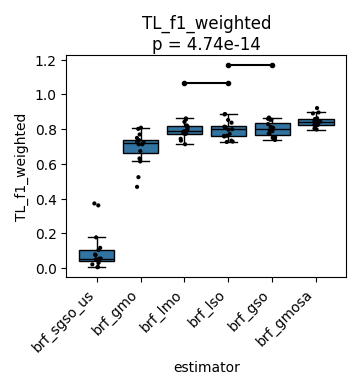 TL_f1_weighted
p = 4.74e-14
TL_f1_weighted
1.2
1.0
0.8
0.6
0.4
0.2
0.0
brf_sgso_us
brf_gmo
brf_lmo
brf_lso
brf_gso
brf_gmosa
estimator